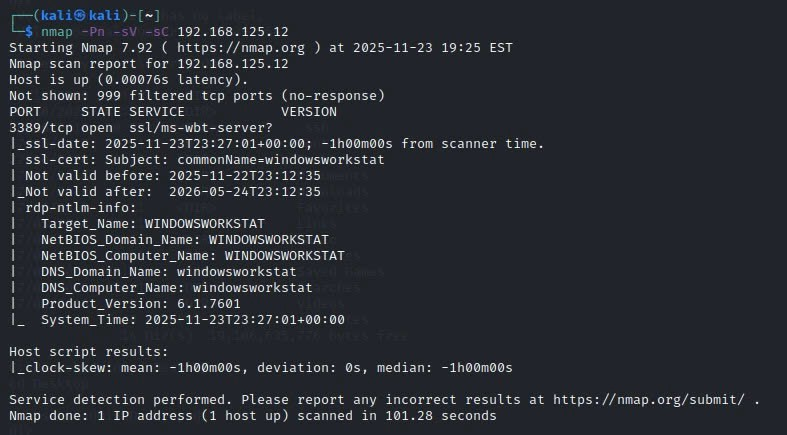 ┌──(kali㉿kali)-[~]
└─$ nmap -Pn -sV -sC 192.168.125.12
Starting Nmap 7.92 ( https://nmap.org ) at 2025-11-23 19:25 EST
Nmap scan report for 192.168.125.12
Host is up (0.00076s latency).
Not shown: 999 filtered tcp ports (no-response)
PORT     STATE SERVICE            VERSION
3389/tcp open  ssl/ms-wbt-server?
|_ssl-date: 2025-11-23T23:27:01+00:00; -1h00m00s from scanner time.
| ssl-cert: Subject: commonName=windowsworkstat
| Not valid before: 2025-11-22T23:12:35
|_Not valid after:  2026-05-24T23:12:35
| rdp-ntlm-info:
|   Target_Name: WINDOWSWORKSTAT
|   NetBIOS_Domain_Name: WINDOWSWORKSTAT
|   NetBIOS_Computer_Name: WINDOWSWORKSTAT
|   DNS_Domain_Name: windowsworkstat
|   DNS_Computer_Name: windowsworkstat
|   Product_Version: 6.1.7601
|_  System_Time: 2025-11-23T23:27:01+00:00
Host script results:
|_clock-skew: mean: -1h00m00s, deviation: 0s, median: -1h00m00s
Service detection performed. Please report any incorrect results at https://nmap.org/submit/ .
Nmap done: 1 IP address (1 host up) scanned in 101.28 seconds